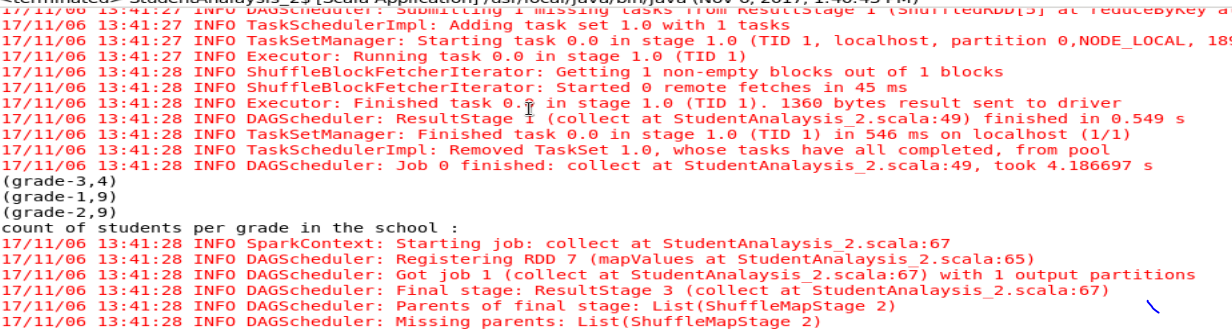 <terminated> StudentAnalaysis_2$ [Scala Application] /usr/local/java/bin/java (Nov 6, 2017, 1:40:45 PM)
17/11/06 13:41:27 INFO DAGScheduler: Submitting 1 missing tasks from ResultStage 1 (ShuffledRDD[5] at reduceByKey a
17/11/06 13:41:27 INFO TaskSchedulerImpl: Adding task set 1.0 with 1 tasks
17/11/06 13:41:27 INFO TaskSetManager: Starting task 0.0 in stage 1.0 (TID 1, localhost, partition 0,NODE_LOCAL, 189
17/11/06 13:41:27 INFO Executor: Running task 0.0 in stage 1.0 (TID 1)
17/11/06 13:41:28 INFO ShuffleBlockFetcherIterator: Getting 1 non-empty blocks out of 1 blocks
17/11/06 13:41:28 INFO ShuffleBlockFetcherIterator: Started 0 remote fetches in 45 ms
17/11/06 13:41:28 INFO Executor: Finished task 0.0 in stage 1.0 (TID 1). 1360 bytes result sent to driver
17/11/06 13:41:28 INFO DAGScheduler: ResultStage 1 (collect at StudentAnalaysis_2.scala:49) finished in 0.549 s
17/11/06 13:41:28 INFO TaskSetManager: Finished task 0.0 in stage 1.0 (TID 1) in 546 ms on localhost (1/1)
17/11/06 13:41:28 INFO TaskSchedulerImpl: Removed TaskSet 1.0, whose tasks have all completed, from pool
17/11/06 13:41:28 INFO DAGScheduler: Job 0 finished: collect at StudentAnalaysis_2.scala:49, took 4.186697 s
(grade-3,4)
(grade-1,9)
(grade-2,9)
count of students per grade in the school :
17/11/06 13:41:28 INFO SparkContext: Starting job: collect at StudentAnalaysis_2.scala:67
17/11/06 13:41:28 INFO DAGScheduler: Registering RDD 7 (mapValues at StudentAnalaysis_2.scala:65)
17/11/06 13:41:28 INFO DAGScheduler: Got job 1 (collect at StudentAnalaysis_2.scala:67) with 1 output partitions
17/11/06 13:41:28 INFO DAGScheduler: Final stage: ResultStage 3 (collect at StudentAnalaysis_2.scala:67)
17/11/06 13:41:28 INFO DAGScheduler: Parents of final stage: List(ShuffleMapStage 2)
17/11/06 13:41:28 INFO DAGScheduler: Missing parents: List(ShuffleMapStage 2)